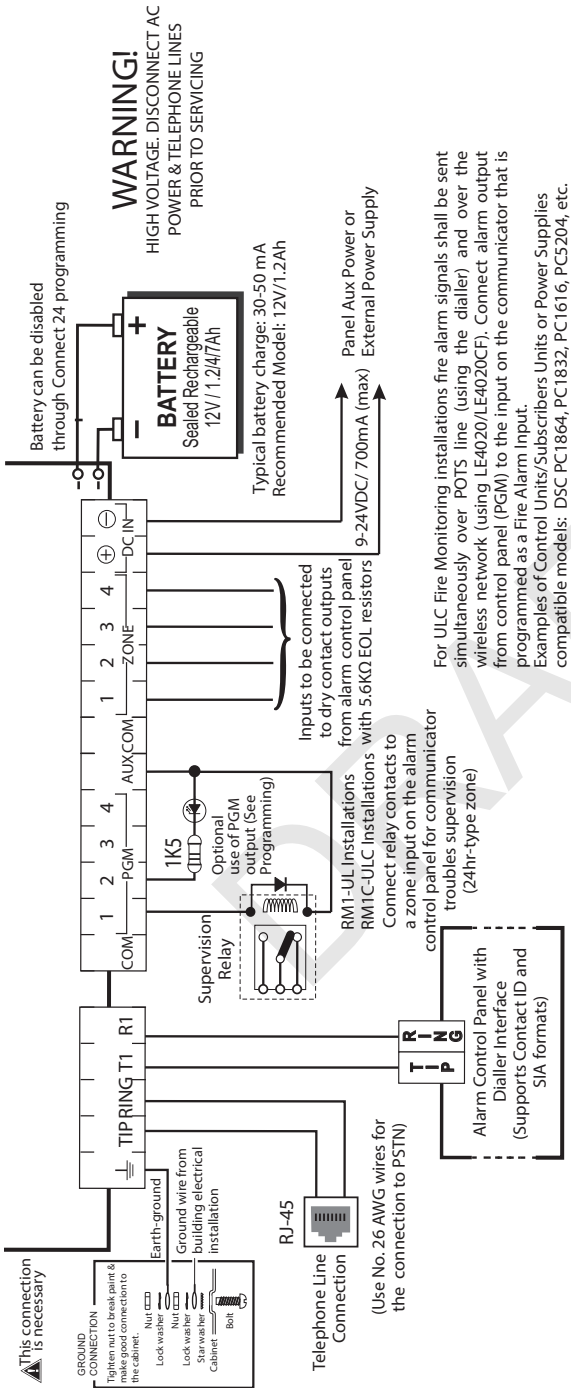 This connection
is necessary
GROUND
CONNECTION
Tighten nut to break paint &
make good connection to
the cabinet.
Nut
Lock washer
Nut
Lock washer
Star washer
Cabinet
Bolt
Earth-ground
Ground wire from
building electrical
installation
TIP RING T1 R1
RJ-45
Telephone Line
Connection
(Use No. 26 AWG wires for
the connection to PSTN)
TIP
RING
Alarm Control Panel with
Dialler Interface
(Supports Contact ID and
SIA formats)
COM 1 2 3 4 AUX COM 1 2 3 4 + −
PGM ZONE DC IN
Supervision
Relay
1K5
Optional
use of PGM
output (See
Programming)
RM1-UL Installations
RM1C-ULC Installations
Connect relay contacts to
a zone input on the alarm
control panel for communicator
troubles supervision
(24hr-type zone)
Inputs to be connected
to dry contact outputs
from alarm control panel
with 5.6KΩ EOL resistors
Battery can be disabled
through Connect 24 programming
− +
BATTERY
Sealed Rechargeable
12V / 1.2/4/7Ah
Typical battery charge: 30-50 mA
Recommended Model: 12V/1.2Ah
9-24VDC/ 700mA (max)
Panel Aux Power or
External Power Supply
WARNING!
HIGH VOLTAGE. DISCONNECT AC
POWER & TELEPHONE LINES
PRIOR TO SERVICING
For ULC Fire Monitoring installations fire alarm signals shall be sent
simultaneously over POTS line (using the dialler) and over the
wireless network (using LE4020/LE4020CF). Connect alarm output
from control panel (PGM) to the input on the communicator that is
programmed as a Fire Alarm Input.
Examples of Control Units/Subscribers Units or Power Supplies
compatible models: DSC PC1864, PC1832, PC1616, PC5204, etc.
DRA